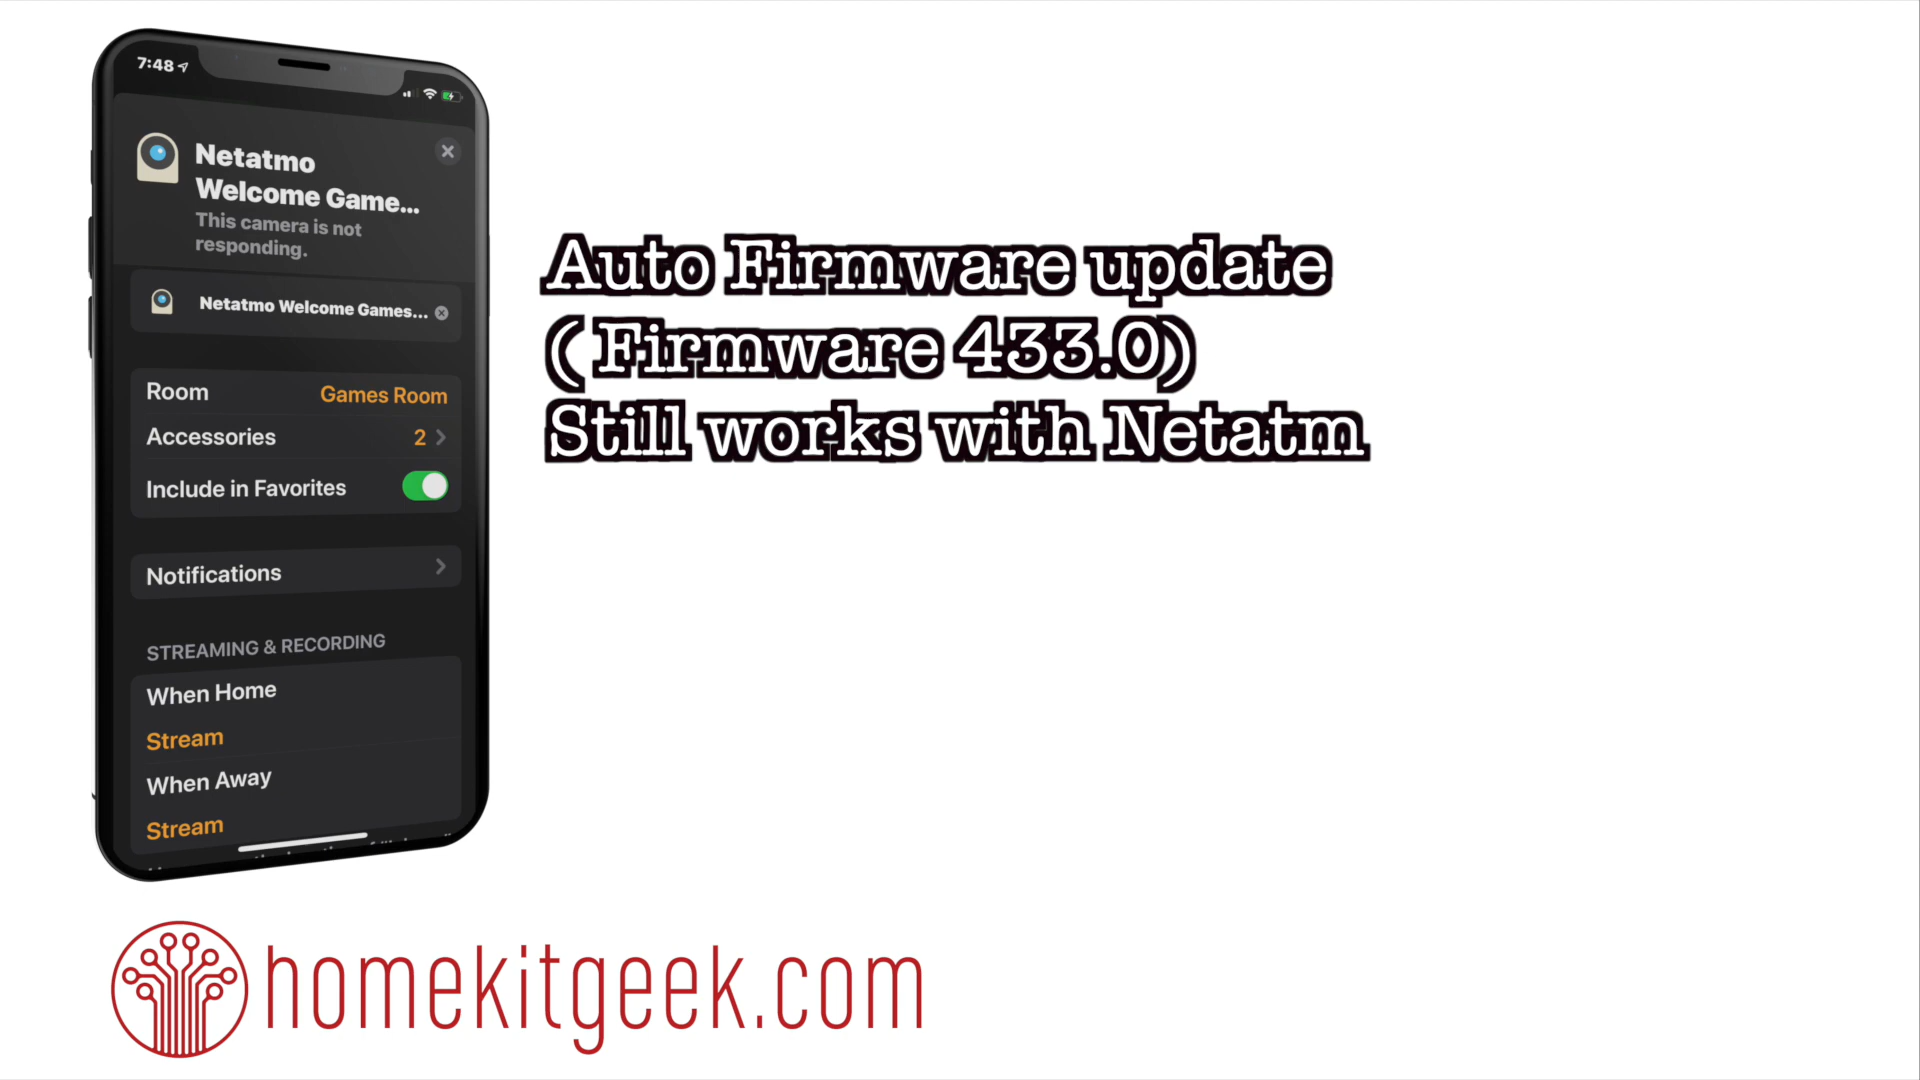 7:48
Netatmo
Welcome Game...
This camera is not
responding.
Netatmo Welcome Games...
Room
Games Room
Accessories
2
Include in Favorites
Notifications
STREAMING & RECORDING
When Home
Stream
When Away
Stream
Auto Firmware update
( Firmware 433.0)
Still works with Netatm
homekitgeek.com